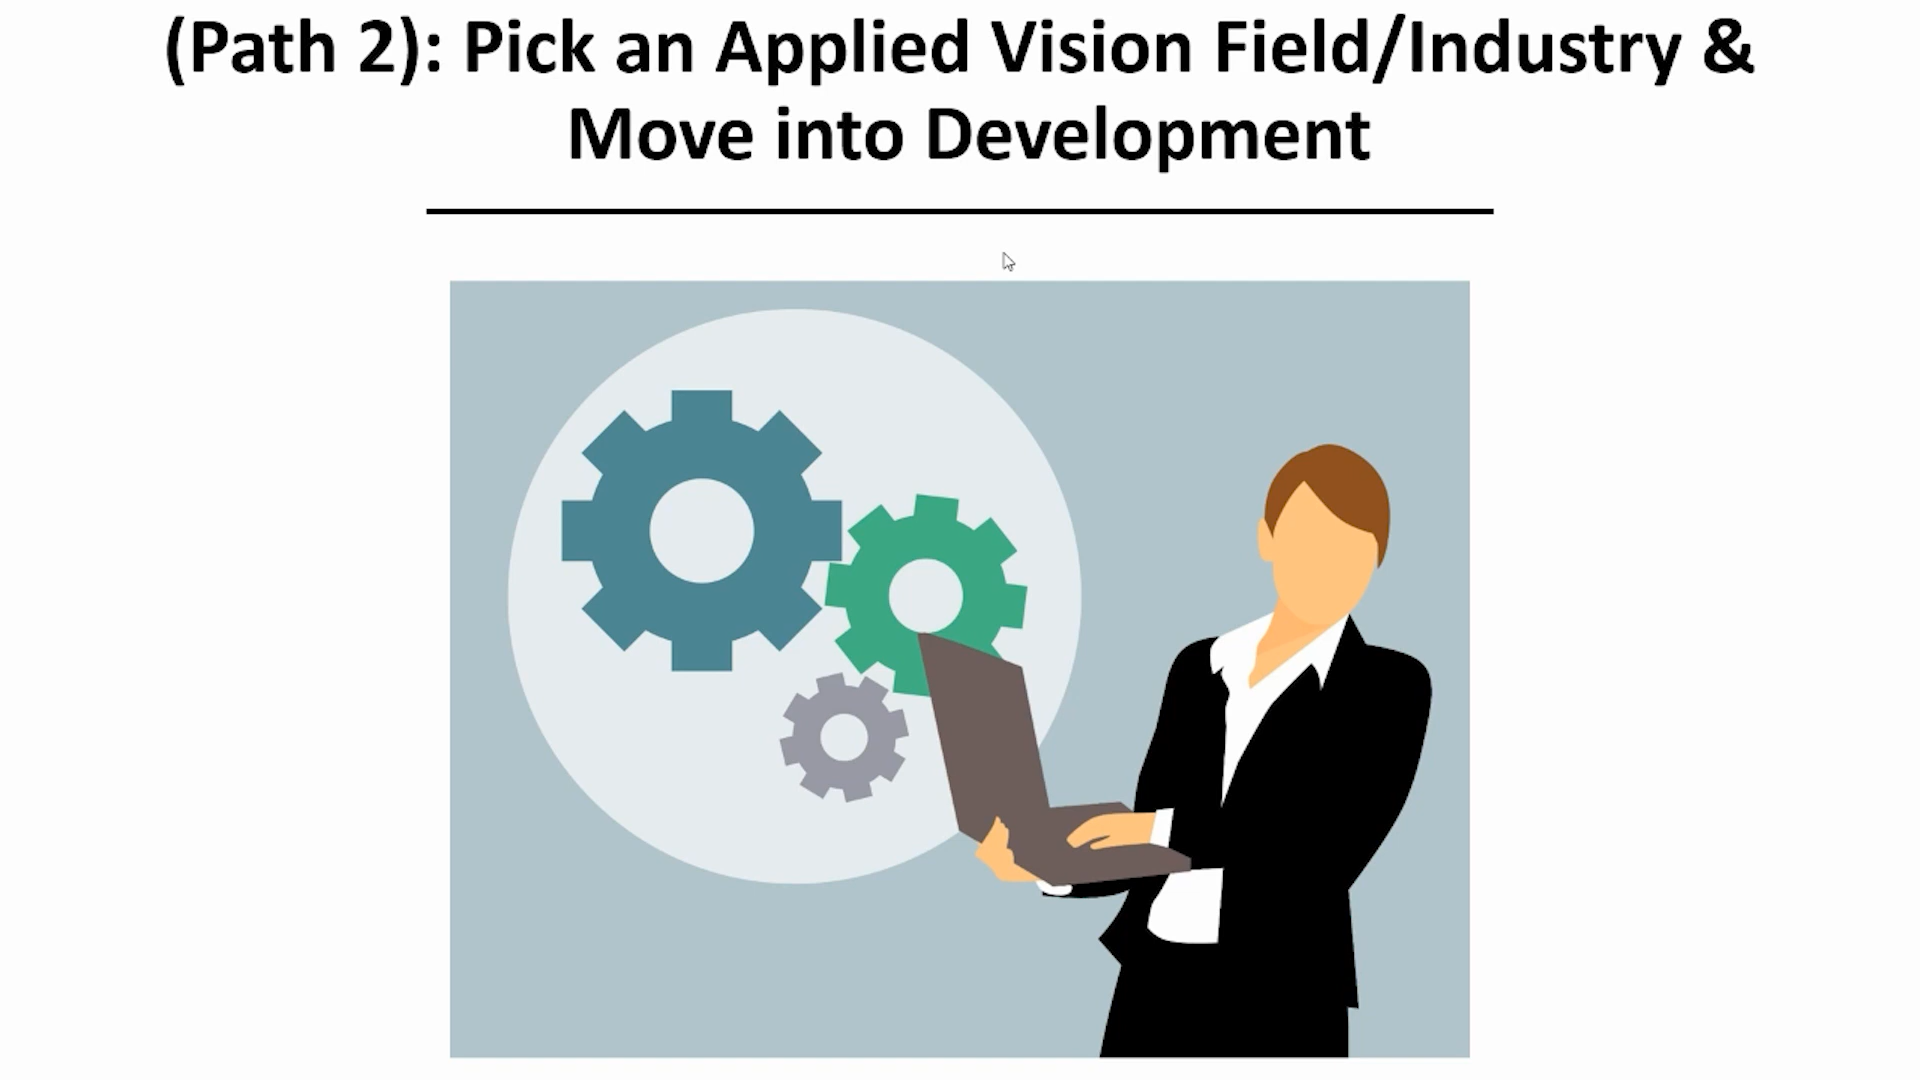 (Path 2): Pick an Applied Vision Field/Industry &
Move into Development